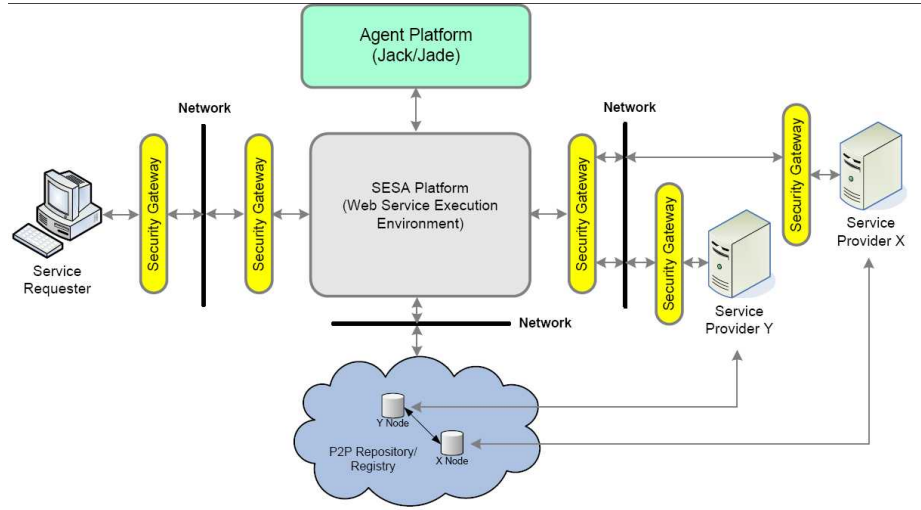 Agent Platform
(Jack/Jade)
Network
Network
Security Gateway
Security Gateway
SESA Platform
(Web Service Execution
Environment)
Security Gateway
Security Gateway
Security Gateway
Service
Requester
Service
Provider X
Service
Provider Y
Network
Y Node
X Node
P2P Repository/
Registry